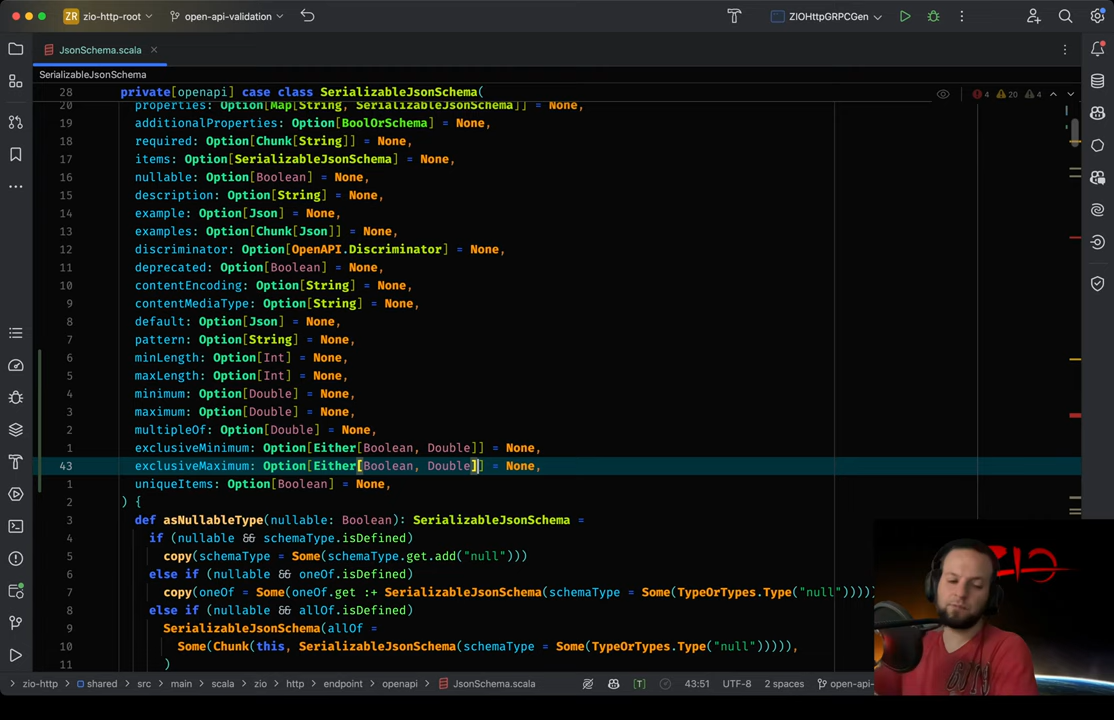 ZR zio-http-root open-api-validation ZIOHttpGRPCGen
JsonSchema.scala
SerializableJsonSchema
28 private[openapi] case class SerializableJsonSchema( 4 20 4
20 properties: Option[Map[String, SerializableJsonSchema]] = None,
19 additionalProperties: Option[BoolOrSchema] = None,
18 required: Option[Chunk[String]] = None,
17 items: Option[SerializableJsonSchema] = None,
16 nullable: Option[Boolean] = None,
15 description: Option[String] = None,
14 example: Option[Json] = None,
13 examples: Option[Chunk[Json]] = None,
12 discriminator: Option[OpenAPI.Discriminator] = None,
11 deprecated: Option[Boolean] = None,
10 contentEncoding: Option[String] = None,
9 contentMediaType: Option[String] = None,
8 default: Option[Json] = None,
7 pattern: Option[String] = None,
6 minLength: Option[Int] = None,
5 maxLength: Option[Int] = None,
4 minimum: Option[Double] = None,
3 maximum: Option[Double] = None,
2 multipleOf: Option[Double] = None,
1 exclusiveMinimum: Option[Either[Boolean, Double]] = None,
43 exclusiveMaximum: Option[Either[Boolean, Double]] = None,
1 uniqueItems: Option[Boolean] = None,
2 ) {
3 def asNullableType(nullable: Boolean): SerializableJsonSchema =
4 if (nullable && schemaType.isDefined)
5 copy(schemaType = Some(schemaType.get.add("null")))
6 else if (nullable && oneOf.isDefined)
7 copy(oneOf = Some(oneOf.get :+ SerializableJsonSchema(schemaType = Some(TypeOrTypes.Type("null"))))
8 else if (nullable && allOf.isDefined)
9 SerializableJsonSchema(allOf =
10 Some(Chunk(this, SerializableJsonSchema(schemaType = Some(TypeOrTypes.Type("null"))))),
11 )
zio-http shared src main scala zio http endpoint openapi JsonSchema.scala 43:51 UTF-8 2 spaces open-api-